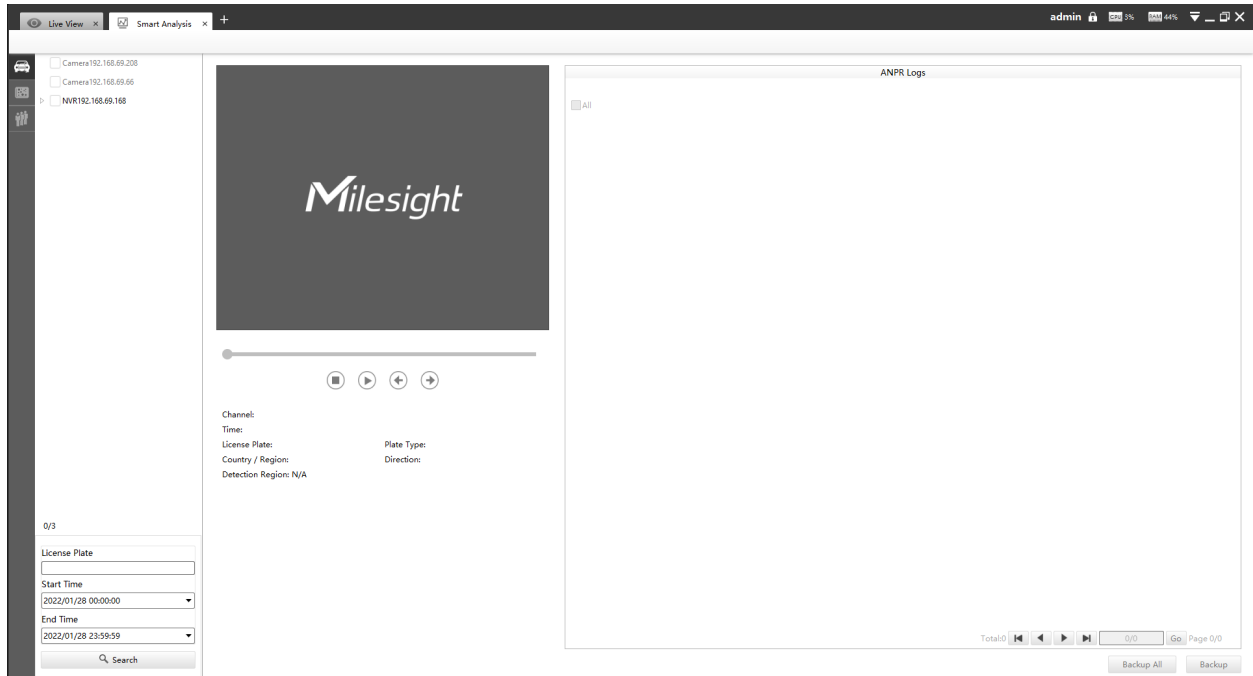 Live View ×
Smart Analysis ×
+
admin
CPU 3%
RAM 44%
Camera192.168.69.208
Camera192.168.69.66
NVR192.168.69.168
0/3
License Plate
Start Time
2022/01/28 00:00:00
End Time
2022/01/28 23:59:59
Search
Milesight
Channel:
Time:
License Plate:
Plate Type:
Country / Region:
Direction:
Detection Region: N/A
ANPR Logs
All
Total:0
0/0
Go
Page 0/0
Backup All
Backup